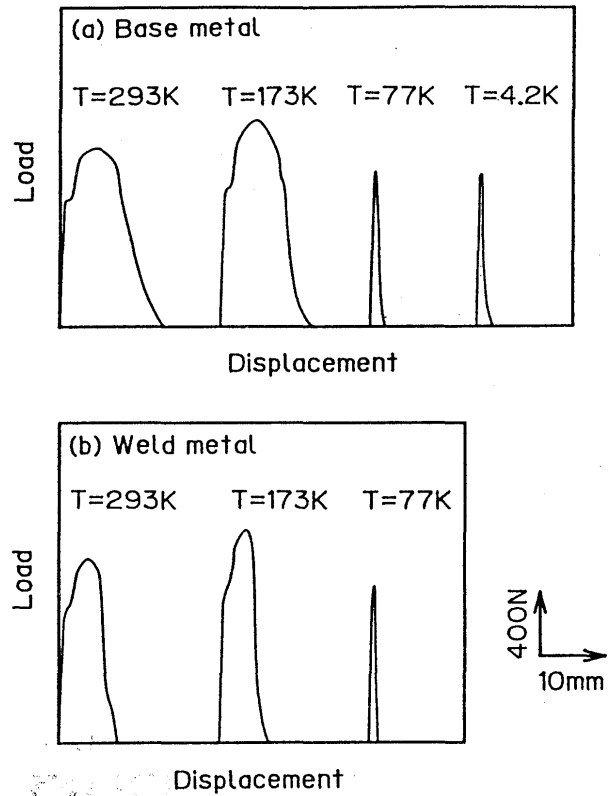 (a) Base metal
T=293K T=173K T=77K T=4.2K
Load
Displacement
(b) Weld metal
T=293K T=173K T=77K
Load
400N
10mm
Displacement